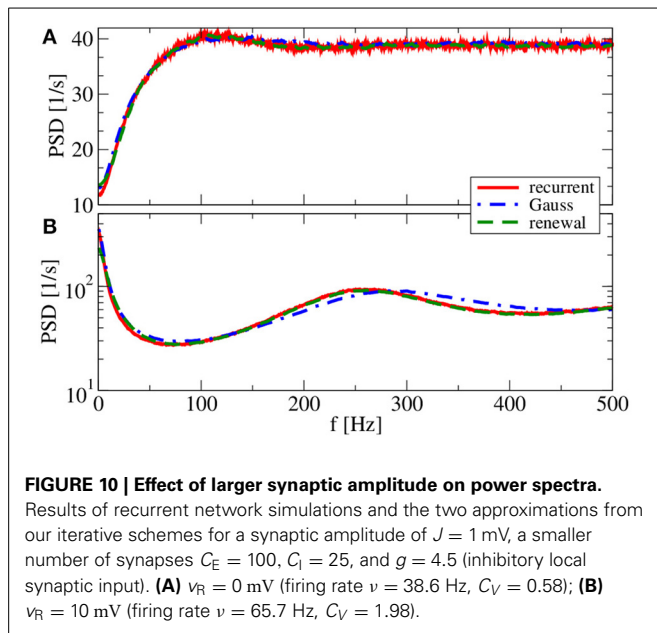 A
PSD [1/s]
40
30
20
10
recurrent
Gauss
renewal
B
PSD [1/s]
10²
10¹
0 100 200 300 400 500
f [Hz]
FIGURE 10 | Effect of larger synaptic amplitude on power spectra.
Results of recurrent network simulations and the two approximations from
our iterative schemes for a synaptic amplitude of J = 1 mV, a smaller
number of synapses C_E = 100, C_I = 25, and g = 4.5 (inhibitory local
synaptic input). (A) v_R = 0 mV (firing rate ν = 38.6 Hz, C_V = 0.58); (B)
v_R = 10 mV (firing rate ν = 65.7 Hz, C_V = 1.98).